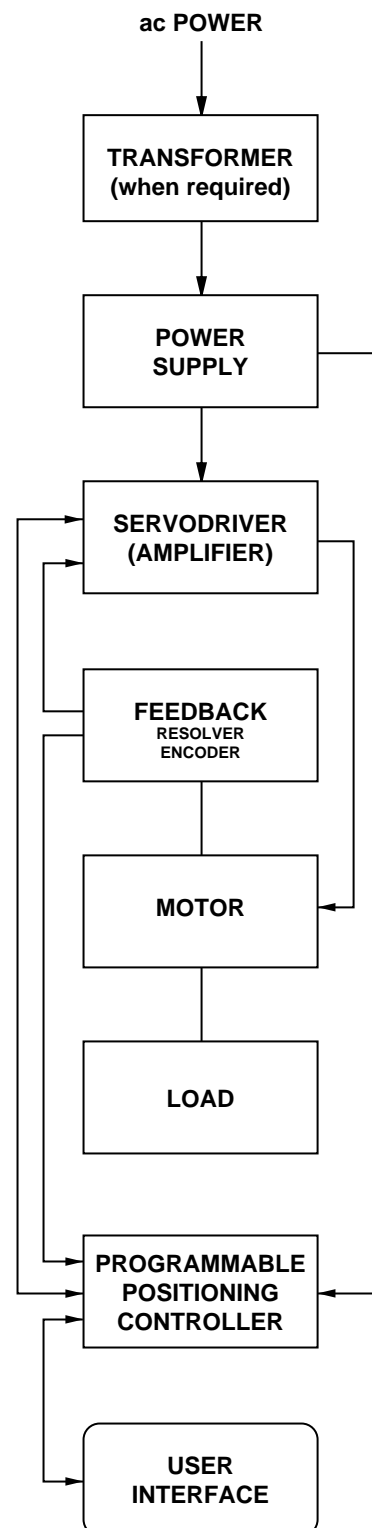 ac POWER
TRANSFORMER
(when required)
POWER
SUPPLY
SERVODRIVER
(AMPLIFIER)
FEEDBACK
RESOLVER
ENCODER
MOTOR
LOAD
PROGRAMMABLE
POSITIONING
CONTROLLER
USER
INTERFACE